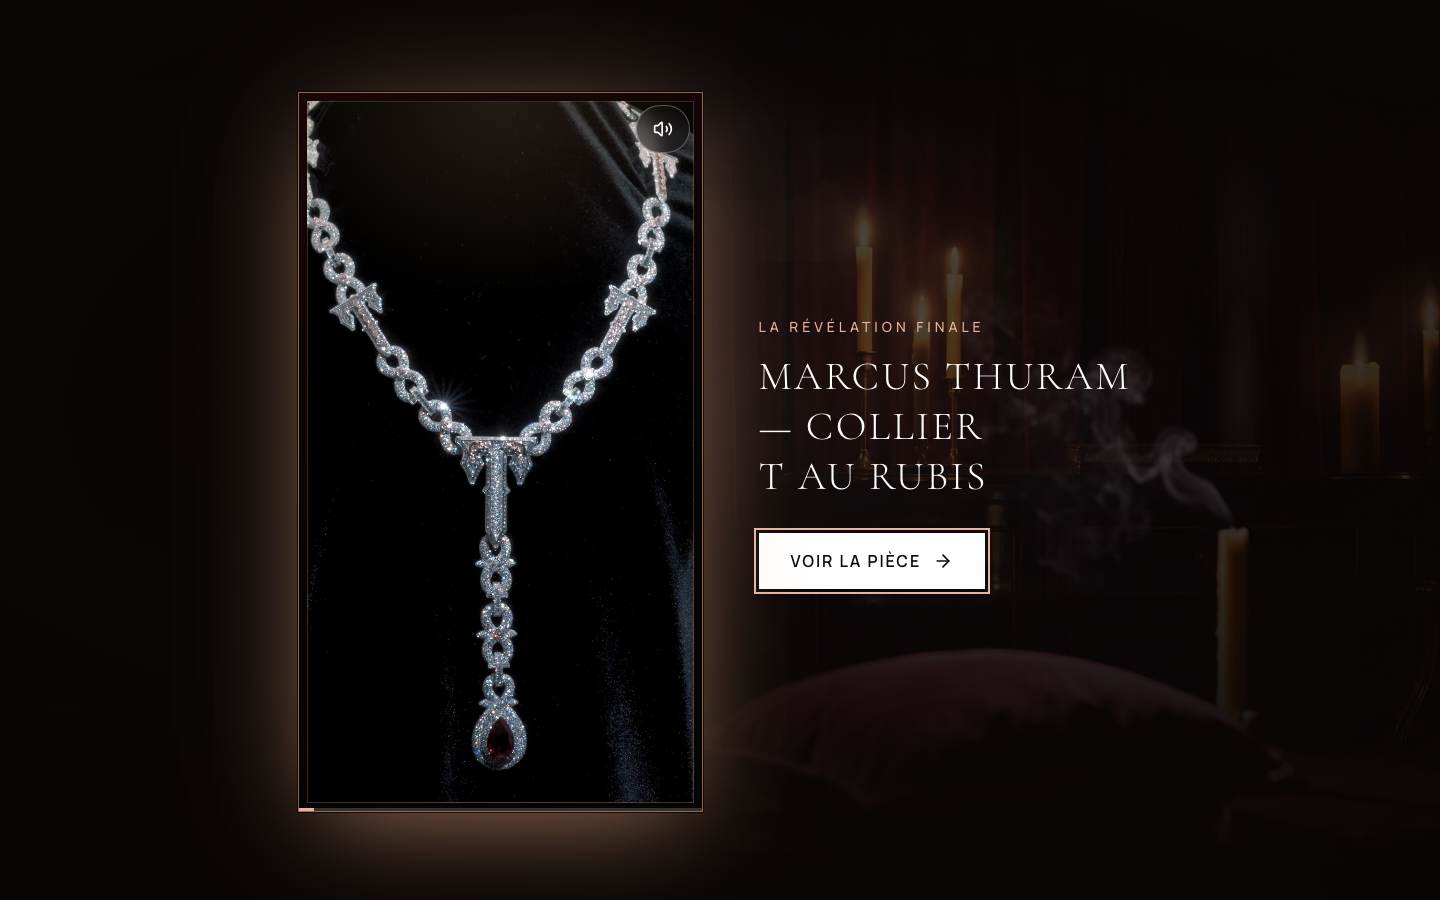 LA RÉVÉLATION FINALE
MARCUS THURAM
— COLLIER
T AU RUBIS
VOIR LA PIÈCE →